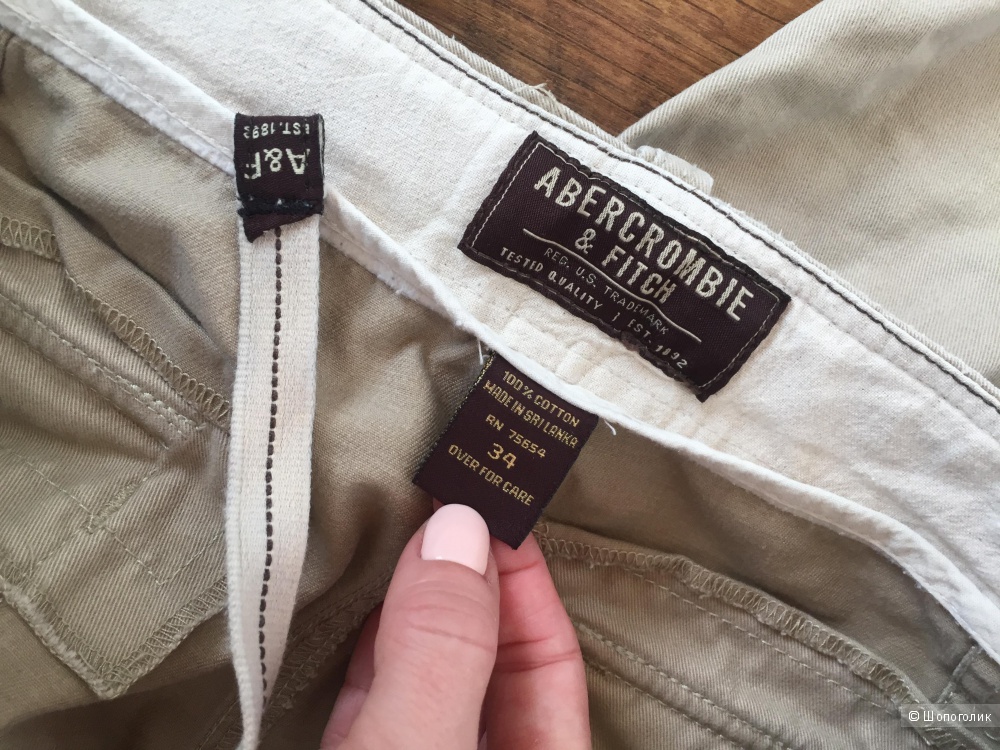 A&F
EST. 1892
ABERCROMBIE
& FITCH
REG. U.S. TRADEMARK
TESTED QUALITY | EST. 1892
100% COTTON
MADE IN SRI LANKA
RN 75654
34
OVER FOR CARE
© Шопоголик